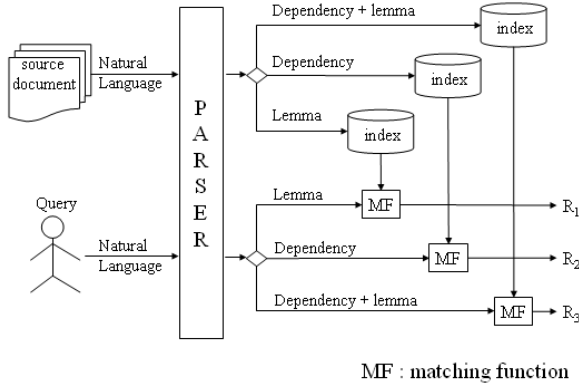 Dependency + lemma
index
source
document
Natural
Language
Dependency
index
Lemma
index
PARSER
Query
Natural
Language
Lemma
MF
R1
Dependency
MF
R2
Dependency + lemma
MF
R3
MF : matching function